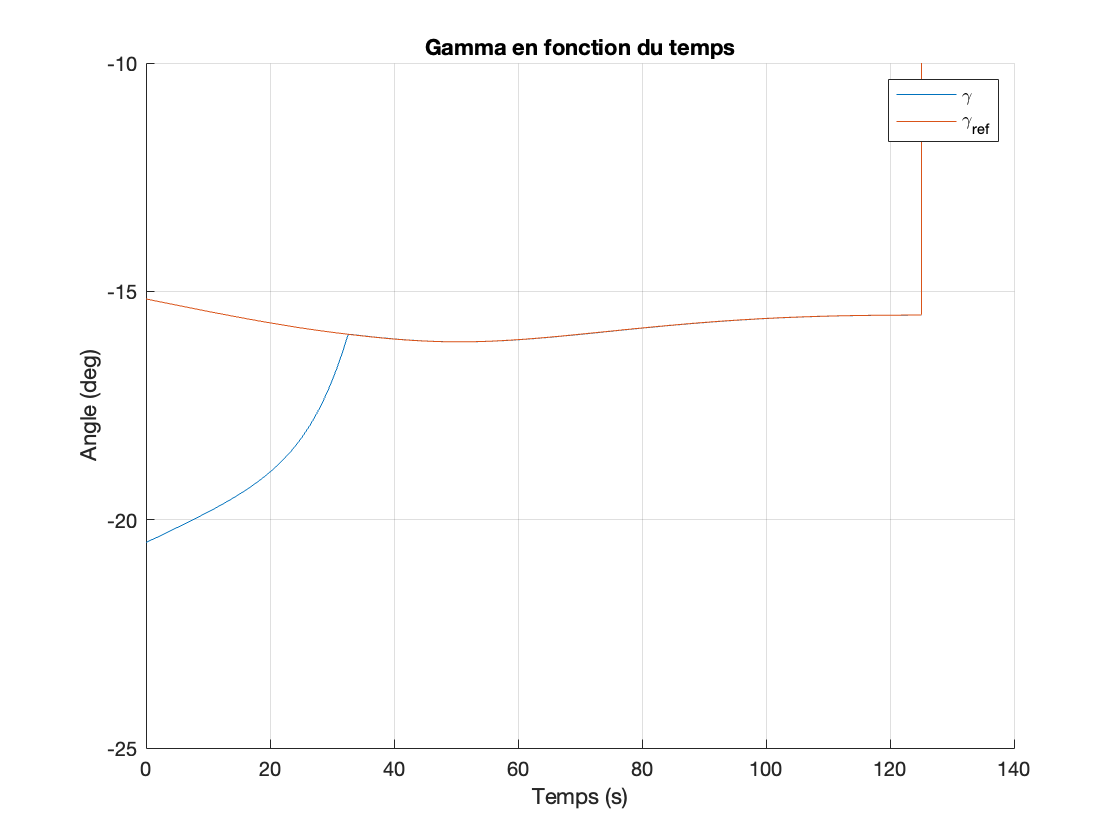 Gamma en fonction du temps
-10
-15
-20
-25
Angle (deg)
0 20 40 60 80 100 120 140
Temps (s)
γ
γref